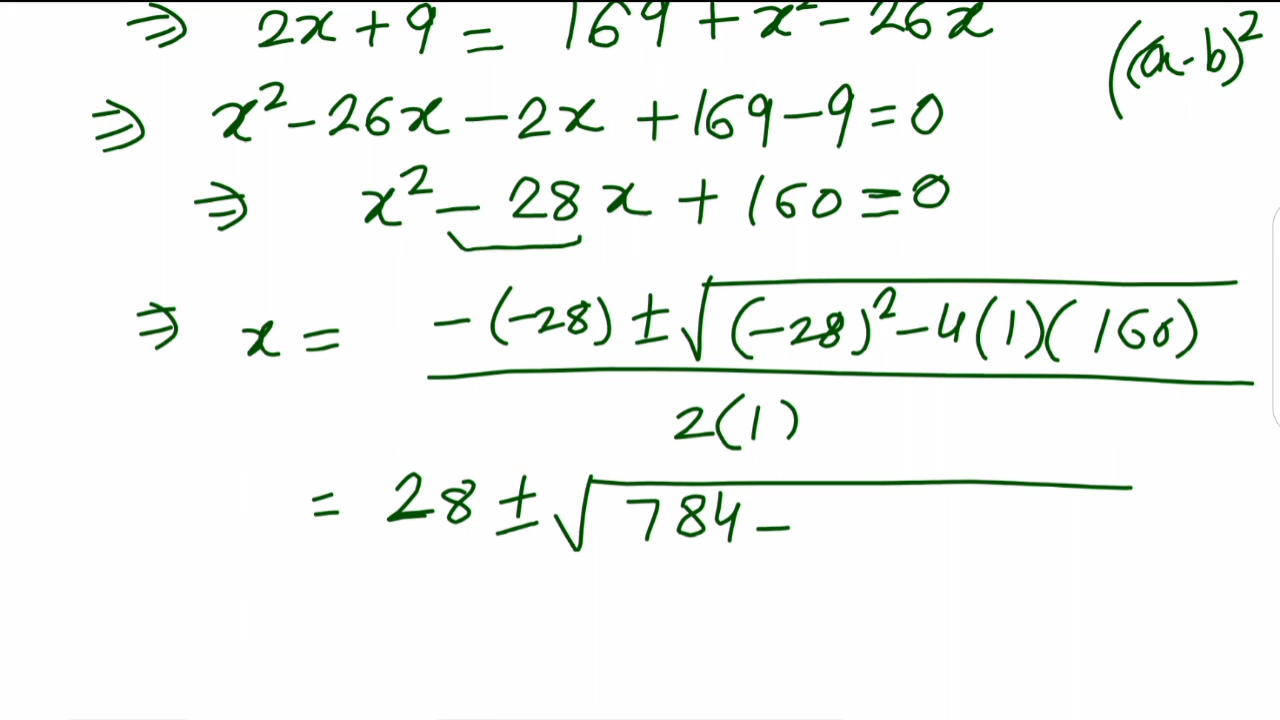 ⇒ 2x + 9 = 169 + x² - 26x
((a-b)²
⇒ x² - 26x - 2x + 169 - 9 = 0
⇒ x² - 28x + 160 = 0
⇒ x = -(-28) ± √(-28)² - 4(1)(160)
2(1)
= 28 ± √784 -